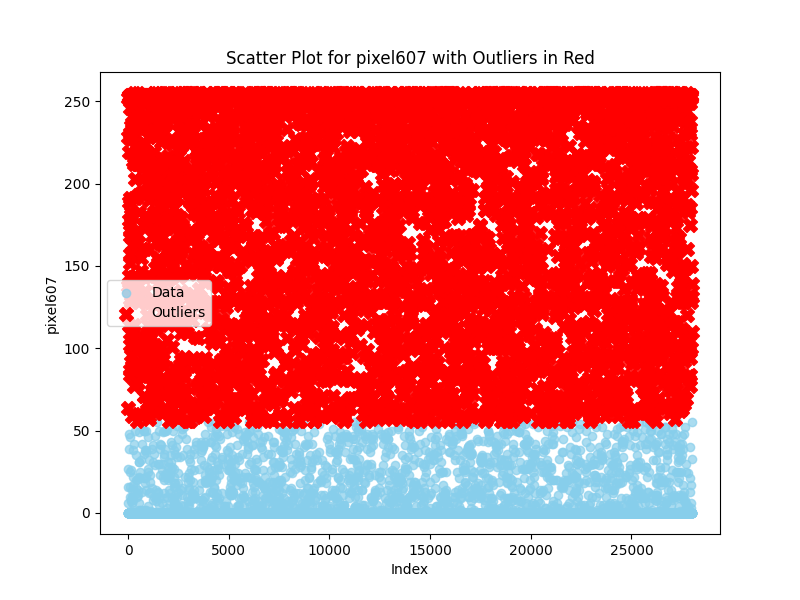 Scatter Plot for pixel607 with Outliers in Red
250
200
150
100
50
0
pixel607
Data
Outliers
0 5000 10000 15000 20000 25000
Index